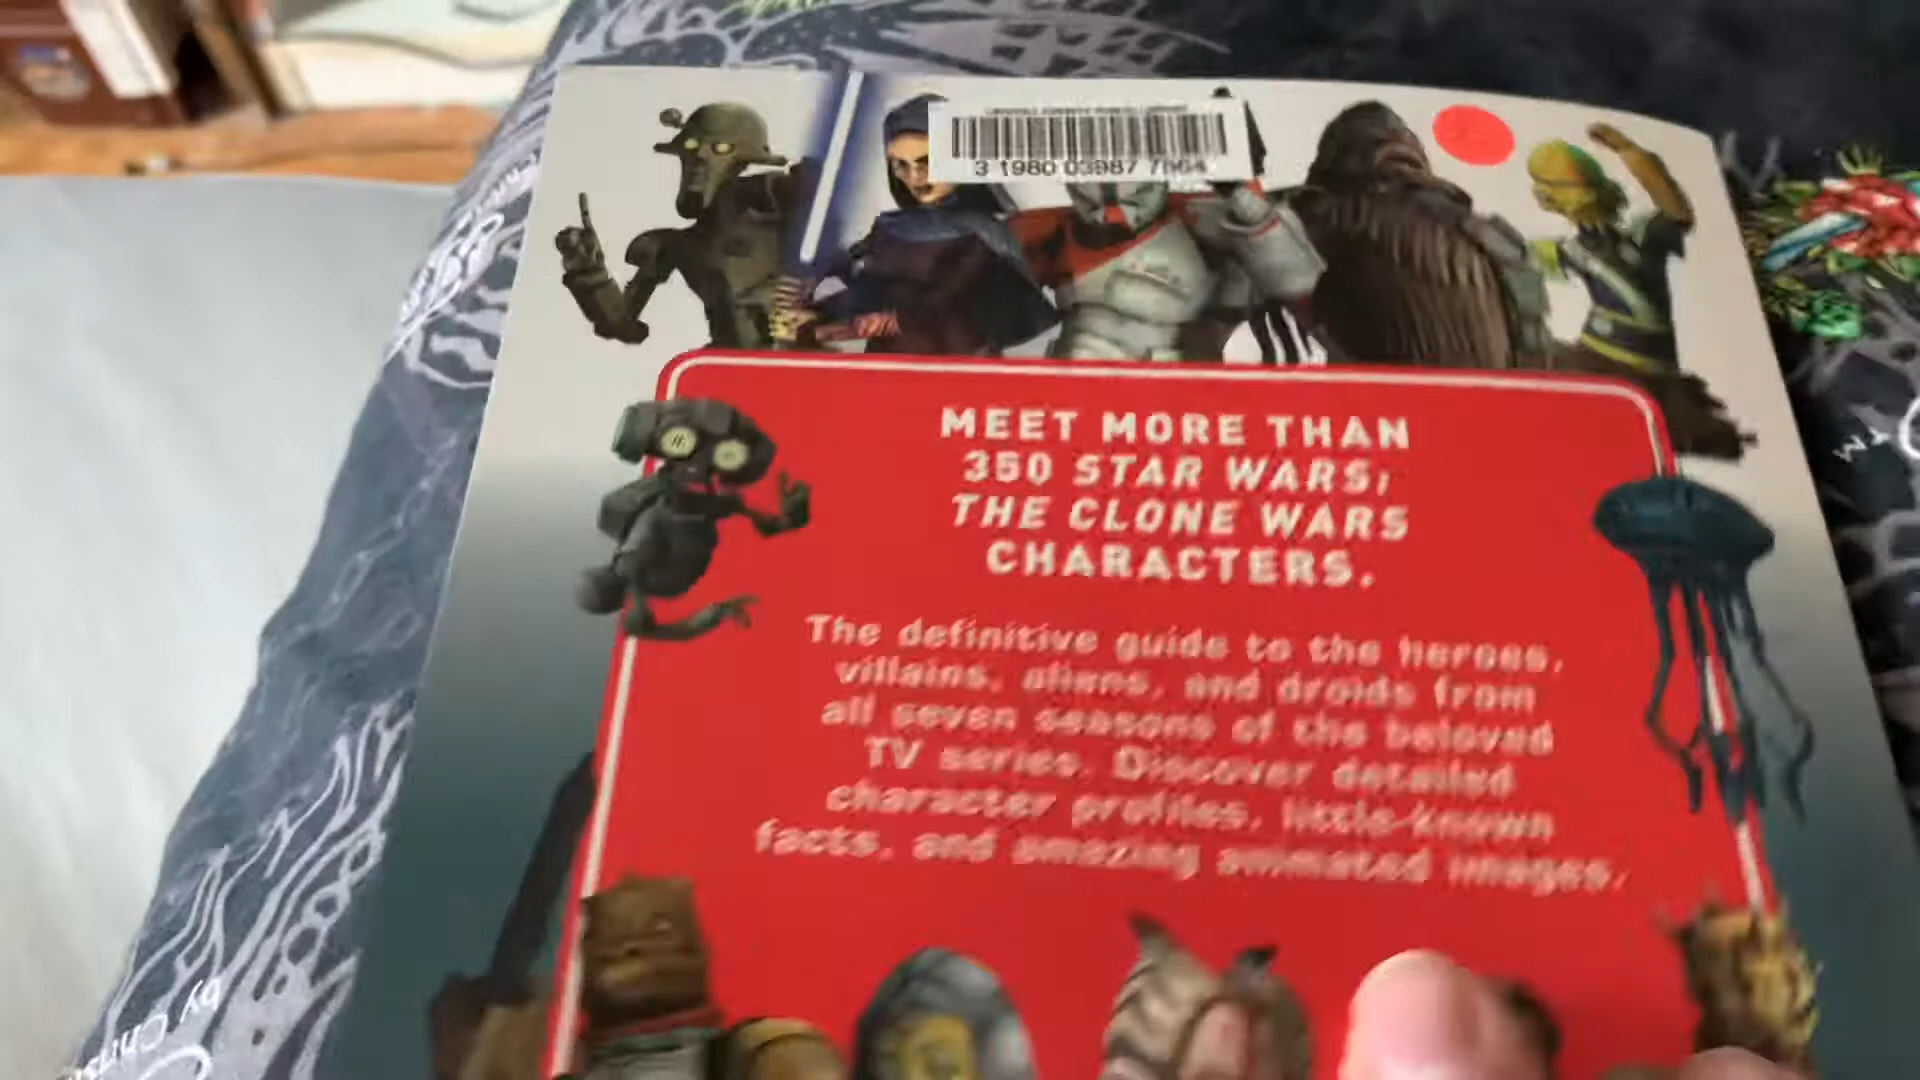 3 1980 03987
MEET MORE THAN
350 STAR WARS:
THE CLONE WARS
CHARACTERS.
The definitive guide to the heroes,
villains, aliens, and droids from
all seven seasons of the beloved
TV series. Discover detailed
character profiles, little-known
facts, and amazing animated images.
by